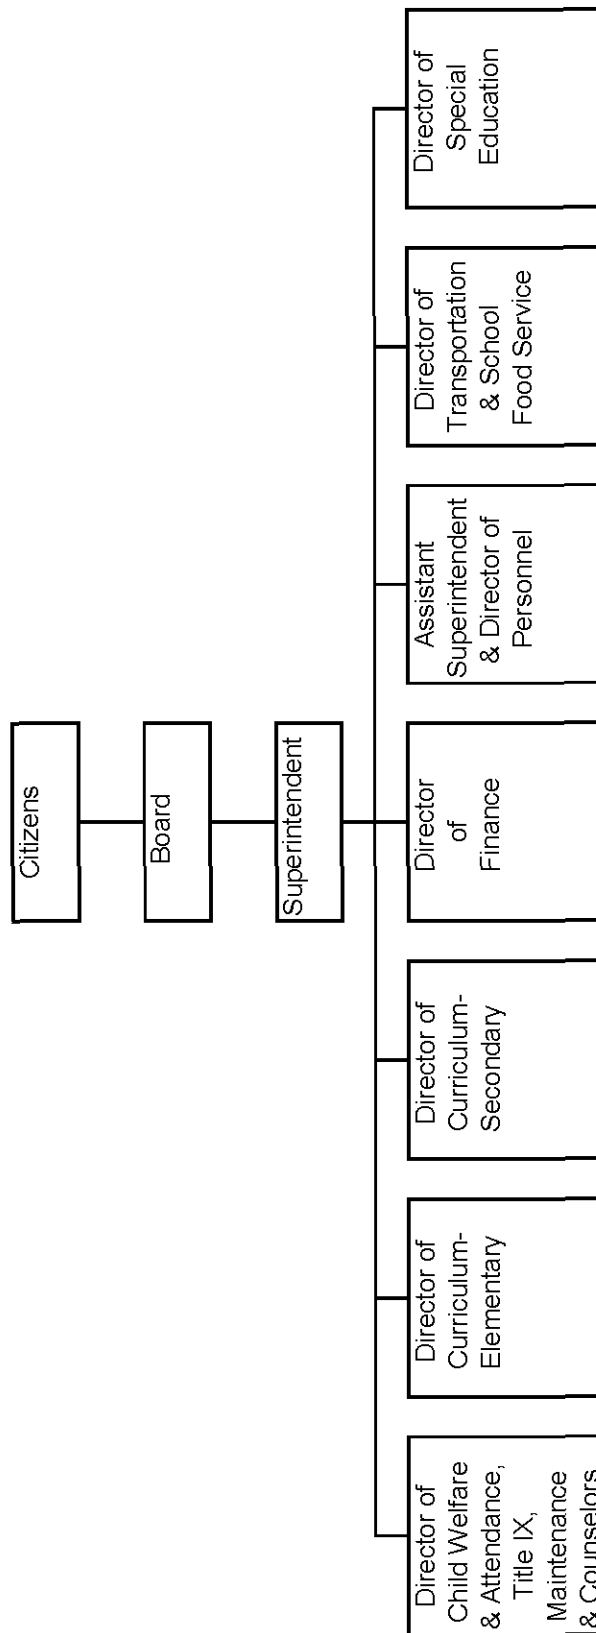 Citizens
Board
Superintendent
Director of
Child Welfare
& Attendance,
Title IX,
Maintenance
& Counselors
Director of
Curriculum-
Elementary
Director of
Curriculum-
Secondary
Director
of
Finance
Assistant
Superintendent
& Director of
Personnel
Director of
Transportation
& School
Food Service
Director of
Special
Education